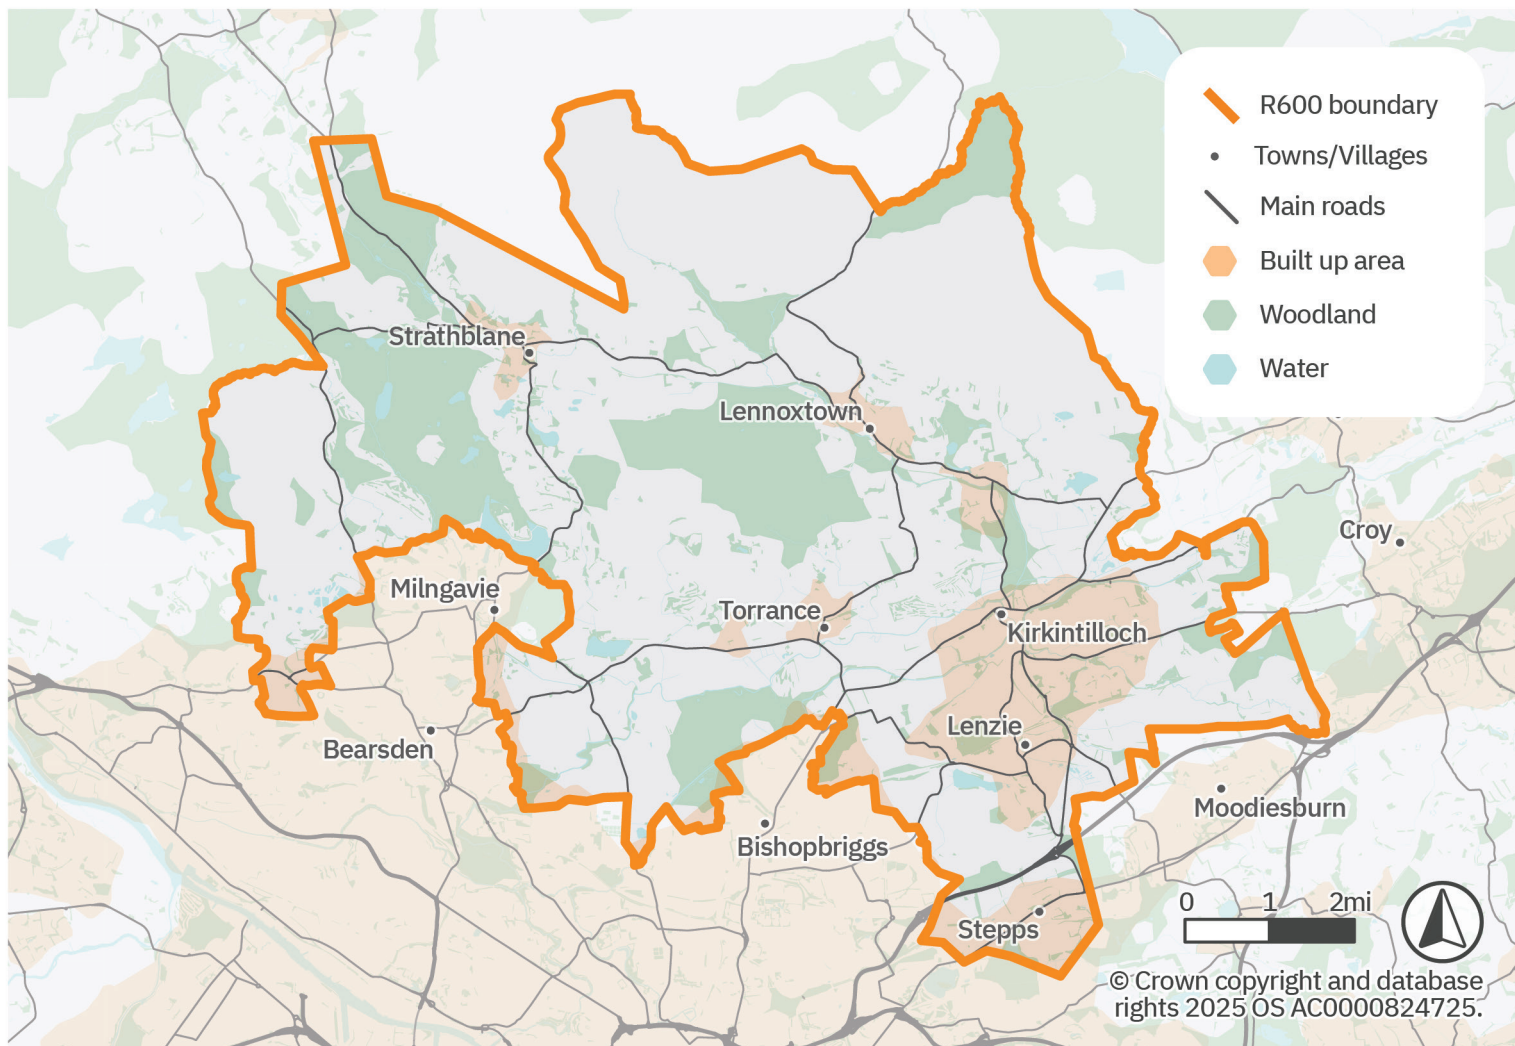 R600 boundary
Towns/Villages
Main roads
Built up area
Woodland
Water
Strathblane
Lennoxtown
Croy
Milngavie
Torrance
Kirkintilloch
Lenzie
Bearsden
Moodiesburn
Bishopbriggs
Stepps
0 1 2mi
© Crown copyright and database
rights 2025 OS AC0000824725.